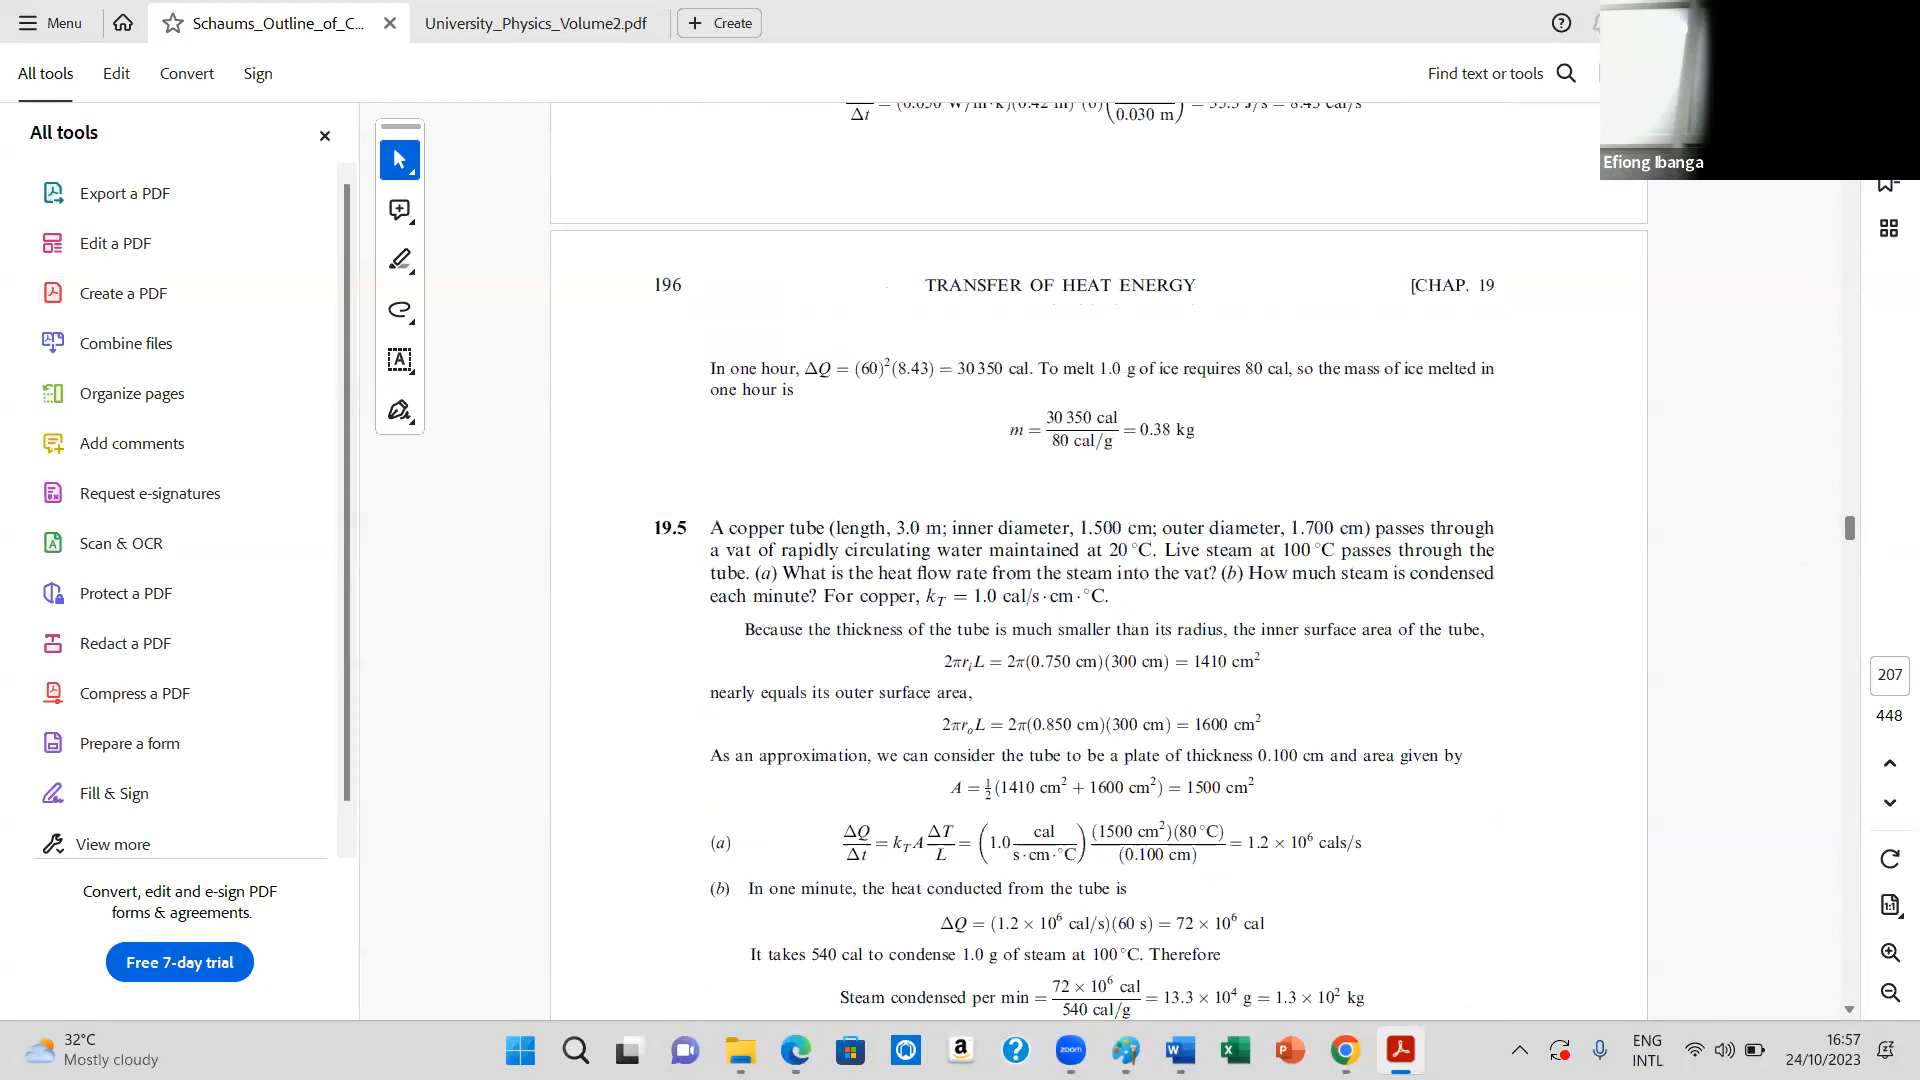 Menu
Schaums_Outline_of_C...
University_Physics_Volume2.pdf
Create
All tools
Edit
Convert
Sign
Find text or tools
Efiong Ibanga
All tools
Export a PDF
Edit a PDF
Create a PDF
Combine files
Organize pages
Add comments
Request e-signatures
Scan & OCR
Protect a PDF
Redact a PDF
Compress a PDF
Prepare a form
Fill & Sign
View more
Convert, edit and e-sign PDF
forms & agreements.
Free 7-day trial
Δt
0.030 m
196 TRANSFER OF HEAT ENERGY [CHAP. 19
In one hour, ΔQ = (60)²(8.43) = 30 350 cal. To melt 1.0 g of ice requires 80 cal, so the mass of ice melted in
one hour is
m = 30 350 cal / 80 cal/g = 0.38 kg
19.5 A copper tube (length, 3.0 m; inner diameter, 1.500 cm; outer diameter, 1.700 cm) passes through
a vat of rapidly circulating water maintained at 20 °C. Live steam at 100 °C passes through the
tube. (a) What is the heat flow rate from the steam into the vat? (b) How much steam is condensed
each minute? For copper, k_T = 1.0 cal/s·cm·°C.
Because the thickness of the tube is much smaller than its radius, the inner surface area of the tube,
2πr_iL = 2π(0.750 cm)(300 cm) = 1410 cm²
nearly equals its outer surface area,
2πr_oL = 2π(0.850 cm)(300 cm) = 1600 cm²
As an approximation, we can consider the tube to be a plate of thickness 0.100 cm and area given by
A = ½(1410 cm² + 1600 cm²) = 1500 cm²
(a) ΔQ/Δt = k_T A ΔT/L = (1.0 cal/s·cm·°C) (1500 cm²)(80 °C)/(0.100 cm) = 1.2 × 10⁶ cals/s
(b) In one minute, the heat conducted from the tube is
ΔQ = (1.2 × 10⁶ cal/s)(60 s) = 72 × 10⁶ cal
It takes 540 cal to condense 1.0 g of steam at 100 °C. Therefore
Steam condensed per min = 72 × 10⁶ cal / 540 cal/g = 13.3 × 10⁴ g = 1.3 × 10² kg
207
448
1:1
32°C
Mostly cloudy
zoom
ENG
INTL
16:57
24/10/2023